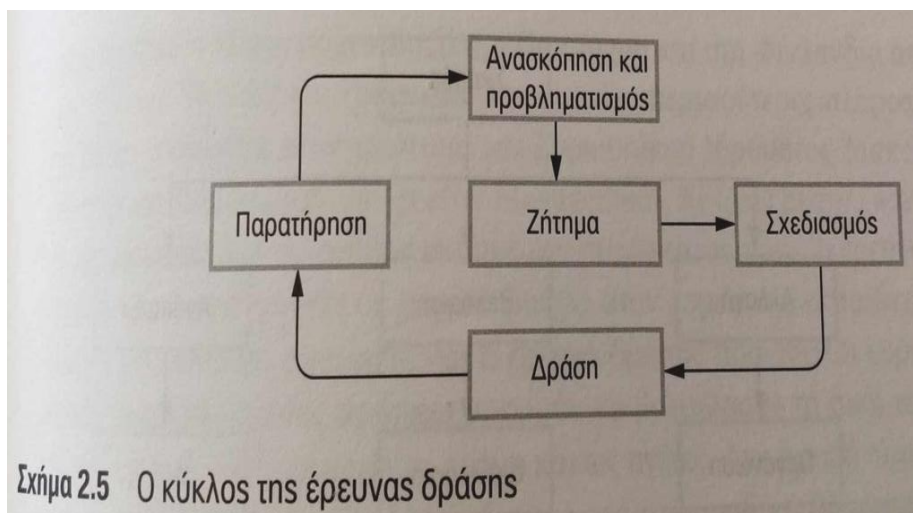 Ανασκόπηση και
προβληματισμός
Παρατήρηση
Ζήτημα
Σχεδιασμός
Δράση
Σχήμα 2.5 Ο κύκλος της έρευνας δράσης